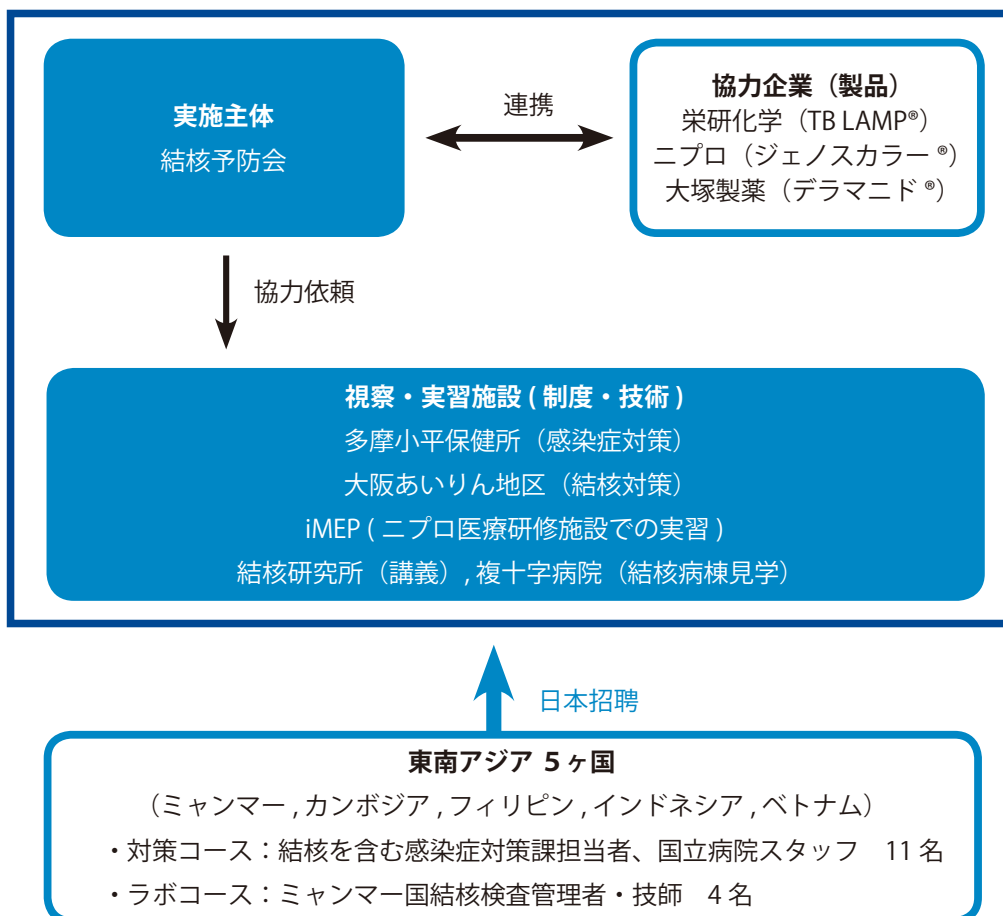 実施主体
結核予防会
連携
協力企業（製品）
栄研化学（TB LAMP®）
ニプロ（ジェノスカラー ®）
大塚製薬（デラマニド ®）
協力依頼
視察・実習施設 ( 制度・技術 )
多摩小平保健所（感染症対策）
大阪あいりん地区（結核対策）
iMEP ( ニプロ医療研修施設での実習 )
結核研究所（講義）, 複十字病院（結核病棟見学）
日本招聘
東南アジア ５ヶ国
（ミャンマー , カンボジア , フィリピン , インドネシア , ベトナム）
・対策コース：結核を含む感染症対策課担当者、国立病院スタッフ　11 名
・ラボコース：ミャンマー国結核検査管理者・技師　4 名